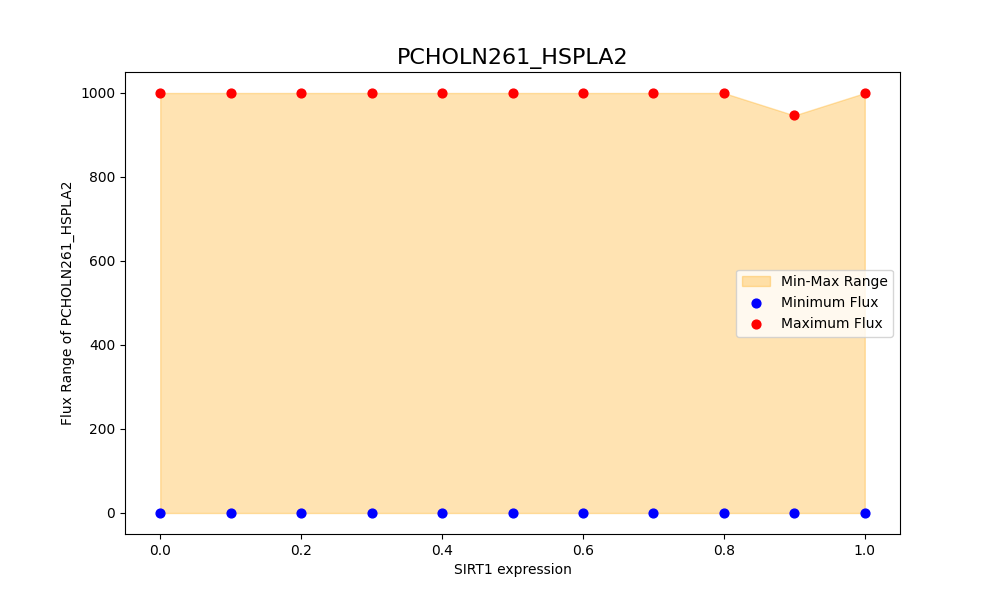 PCHOLN261_HSPLA2
Flux Range of PCHOLN261_HSPLA2
1000
800
600
400
200
0
Min-Max Range
Minimum Flux
Maximum Flux
0.0 0.2 0.4 0.6 0.8 1.0
SIRT1 expression